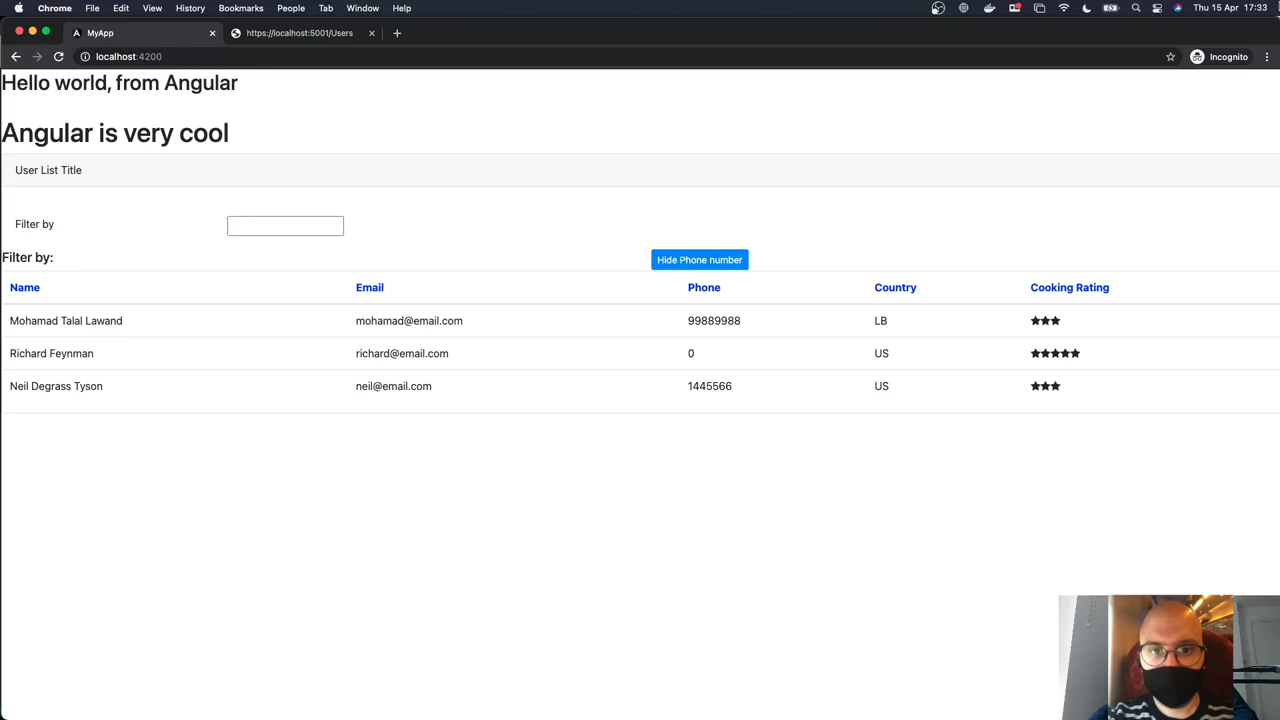 Chrome File Edit View History Bookmarks People Tab Window Help Thu 15 Apr 17:33
MyApp https://localhost:5001/Users
localhost:4200 Incognito
Hello world, from Angular
Angular is very cool
User List Title
Filter by
Filter by: Hide Phone number
Name Email Phone Country Cooking Rating
Mohamad Talal Lawand mohamad@email.com 99889988 LB
Richard Feynman richard@email.com 0 US
Neil Degrass Tyson neil@email.com 1445566 US